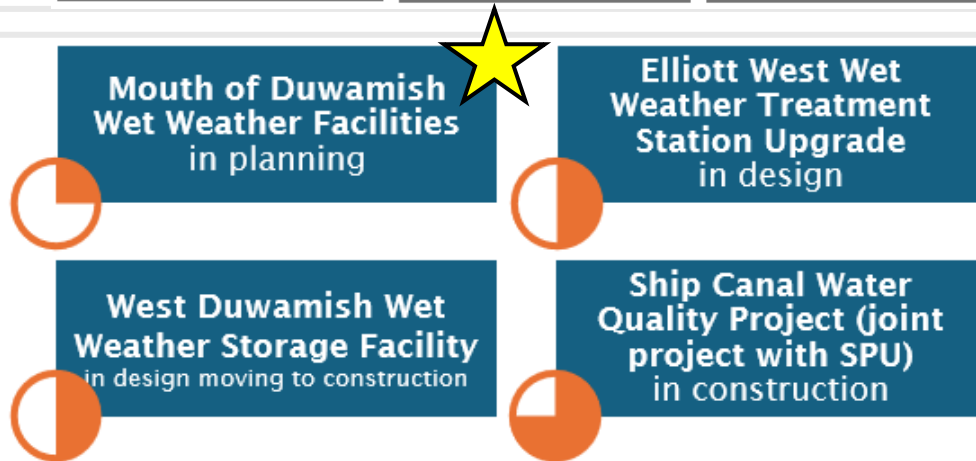 Mouth of Duwamish
Wet Weather Facilities
in planning
Elliott West Wet
Weather Treatment
Station Upgrade
in design
West Duwamish Wet
Weather Storage Facility
in design moving to construction
Ship Canal Water
Quality Project (joint
project with SPU)
in construction